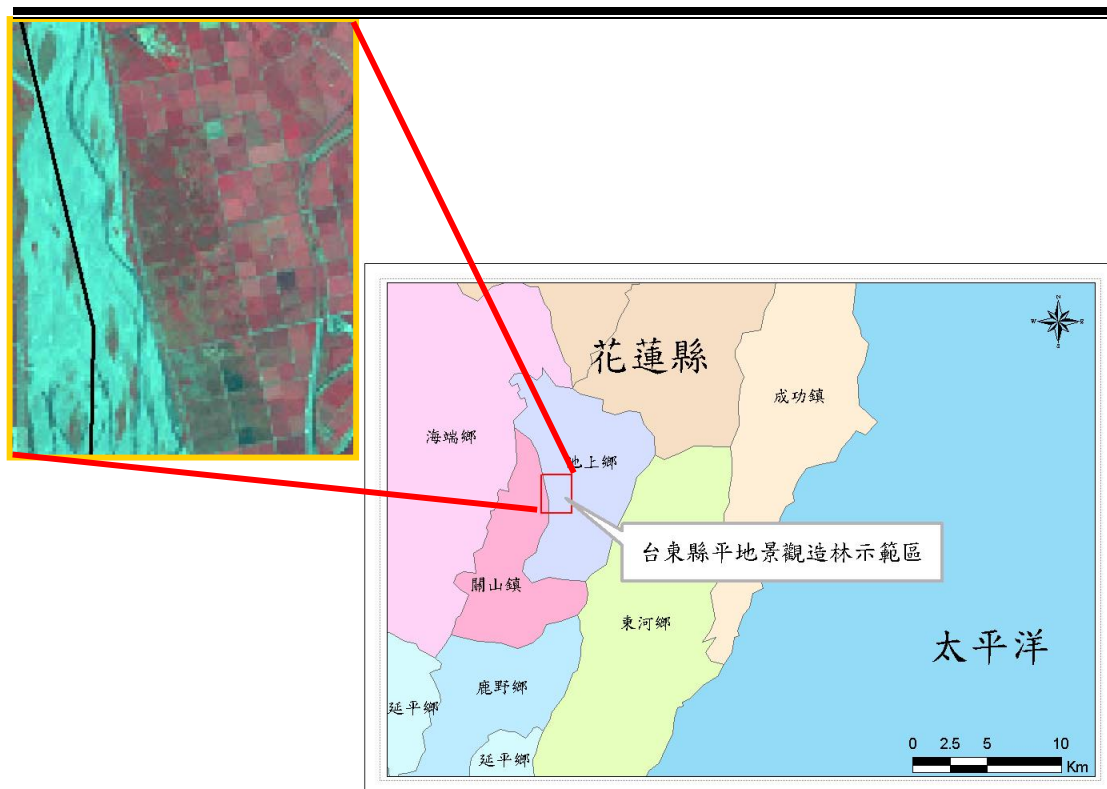 花蓮縣
成功鎮
海端鄉
地上鄉
台東縣平地景觀造林示範區
關山鎮
東河鄉
太平洋
鹿野鄉
延平鄉
延平鄉
N
W
E
S
0 2.5 5 10
Km